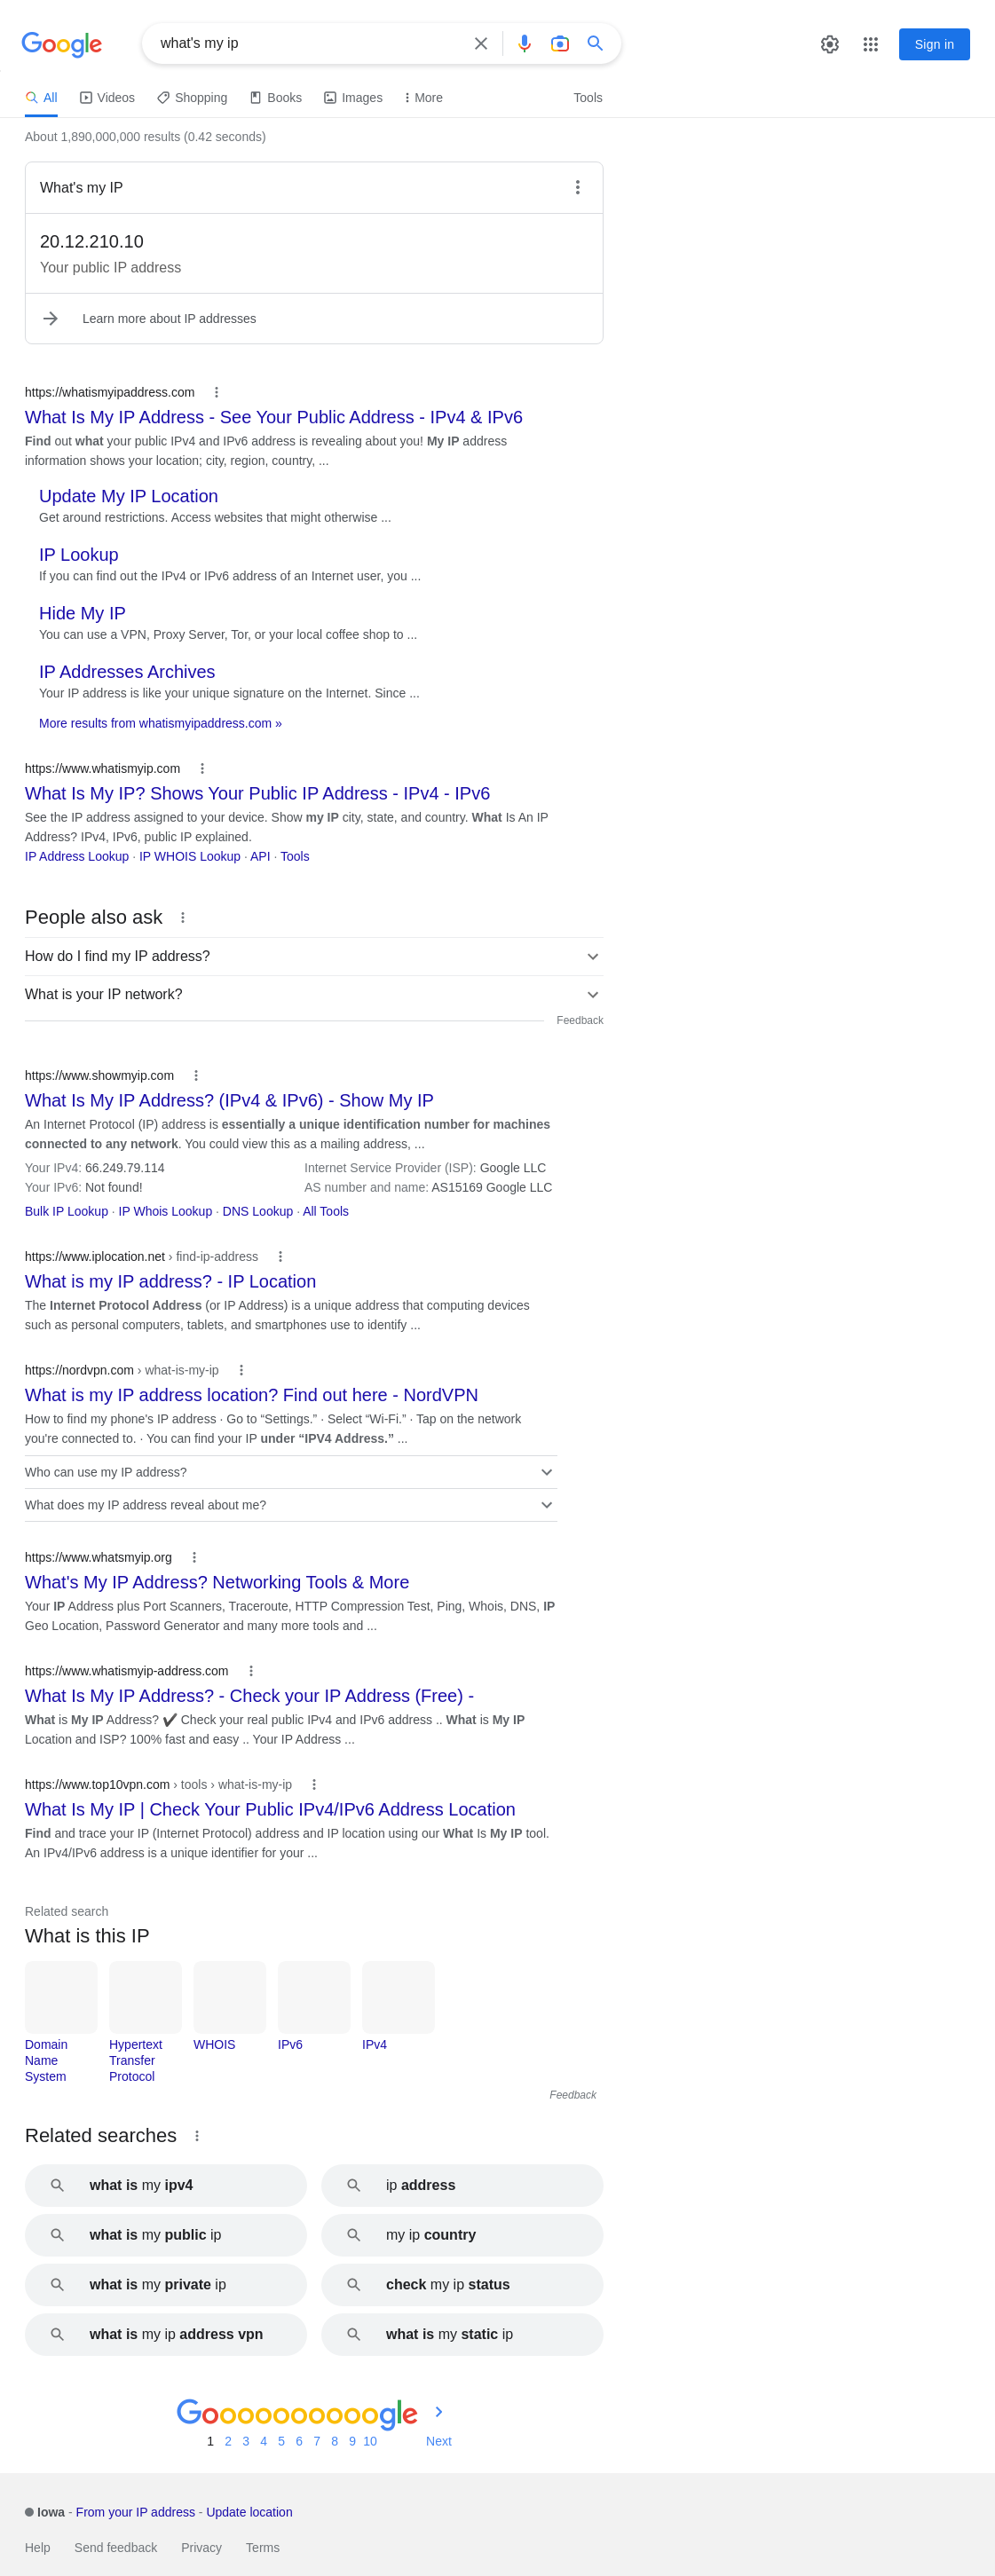 Google
what's my ip
Sign in
All
Videos
Shopping
Books
Images
More
Tools
About 1,890,000,000 results (0.42 seconds)
What's my IP
20.12.210.10
Your public IP address
Learn more about IP addresses
https://whatismyipaddress.com
What Is My IP Address - See Your Public Address - IPv4 & IPv6
Find out what your public IPv4 and IPv6 address is revealing about you! My IP address
information shows your location; city, region, country, ...
Update My IP Location
Get around restrictions. Access websites that might otherwise ...
IP Lookup
If you can find out the IPv4 or IPv6 address of an Internet user, you ...
Hide My IP
You can use a VPN, Proxy Server, Tor, or your local coffee shop to ...
IP Addresses Archives
Your IP address is like your unique signature on the Internet. Since ...
More results from whatismyipaddress.com »
https://www.whatismyip.com
What Is My IP? Shows Your Public IP Address - IPv4 - IPv6
See the IP address assigned to your device. Show my IP city, state, and country. What Is An IP
Address? IPv4, IPv6, public IP explained.
IP Address Lookup · IP WHOIS Lookup · API · Tools
People also ask
How do I find my IP address?
What is your IP network?
Feedback
https://www.showmyip.com
What Is My IP Address? (IPv4 & IPv6) - Show My IP
An Internet Protocol (IP) address is essentially a unique identification number for machines
connected to any network. You could view this as a mailing address, ...
Your IPv4: 66.249.79.114 Internet Service Provider (ISP): Google LLC
Your IPv6: Not found! AS number and name: AS15169 Google LLC
Bulk IP Lookup · IP Whois Lookup · DNS Lookup · All Tools
https://www.iplocation.net › find-ip-address
What is my IP address? - IP Location
The Internet Protocol Address (or IP Address) is a unique address that computing devices
such as personal computers, tablets, and smartphones use to identify ...
https://nordvpn.com › what-is-my-ip
What is my IP address location? Find out here - NordVPN
How to find my phone's IP address · Go to “Settings.” · Select “Wi-Fi.” · Tap on the network
you're connected to. · You can find your IP under “IPV4 Address.” ...
Who can use my IP address?
What does my IP address reveal about me?
https://www.whatsmyip.org
What's My IP Address? Networking Tools & More
Your IP Address plus Port Scanners, Traceroute, HTTP Compression Test, Ping, Whois, DNS, IP
Geo Location, Password Generator and many more tools and ...
https://www.whatismyip-address.com
What Is My IP Address? - Check your IP Address (Free) -
What is My IP Address? ✔️ Check your real public IPv4 and IPv6 address .. What is My IP
Location and ISP? 100% fast and easy .. Your IP Address ...
https://www.top10vpn.com › tools › what-is-my-ip
What Is My IP | Check Your Public IPv4/IPv6 Address Location
Find and trace your IP (Internet Protocol) address and IP location using our What Is My IP tool.
An IPv4/IPv6 address is a unique identifier for your ...
Related search
What is this IP
Domain
Name
System
Hypertext
Transfer
Protocol
WHOIS
IPv6
IPv4
Feedback
Related searches
what is my ipv4
ip address
what is my public ip
my ip country
what is my private ip
check my ip status
what is my ip address vpn
what is my static ip
Goooooooooogle
1 2 3 4 5 6 7 8 9 10 Next
Iowa - From your IP address - Update location
Help Send feedback Privacy Terms